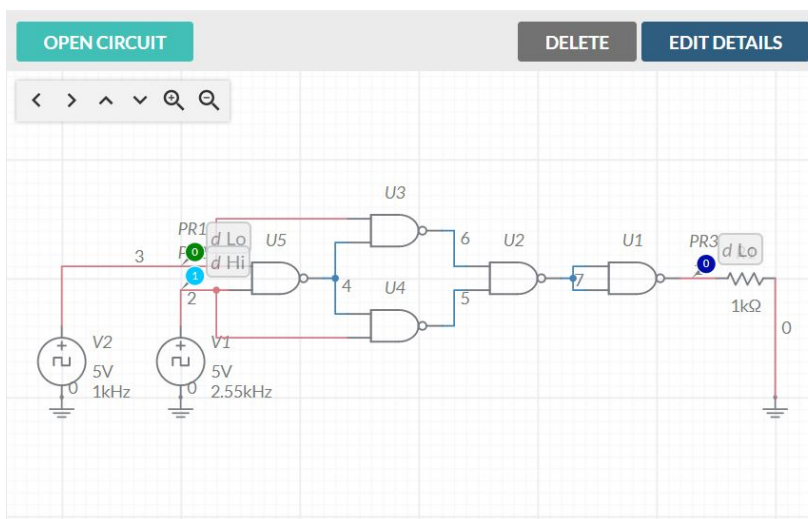 OPEN CIRCUIT
DELETE
EDIT DETAILS
U3
PR1
d Lo
U5
6
U2
U1
PR3
d Lo
3
0
d Hi
0
1
4
U4
7
2
5
1kΩ
V2
V1
0
5V
5V
0
0
1kHz
2.55kHz